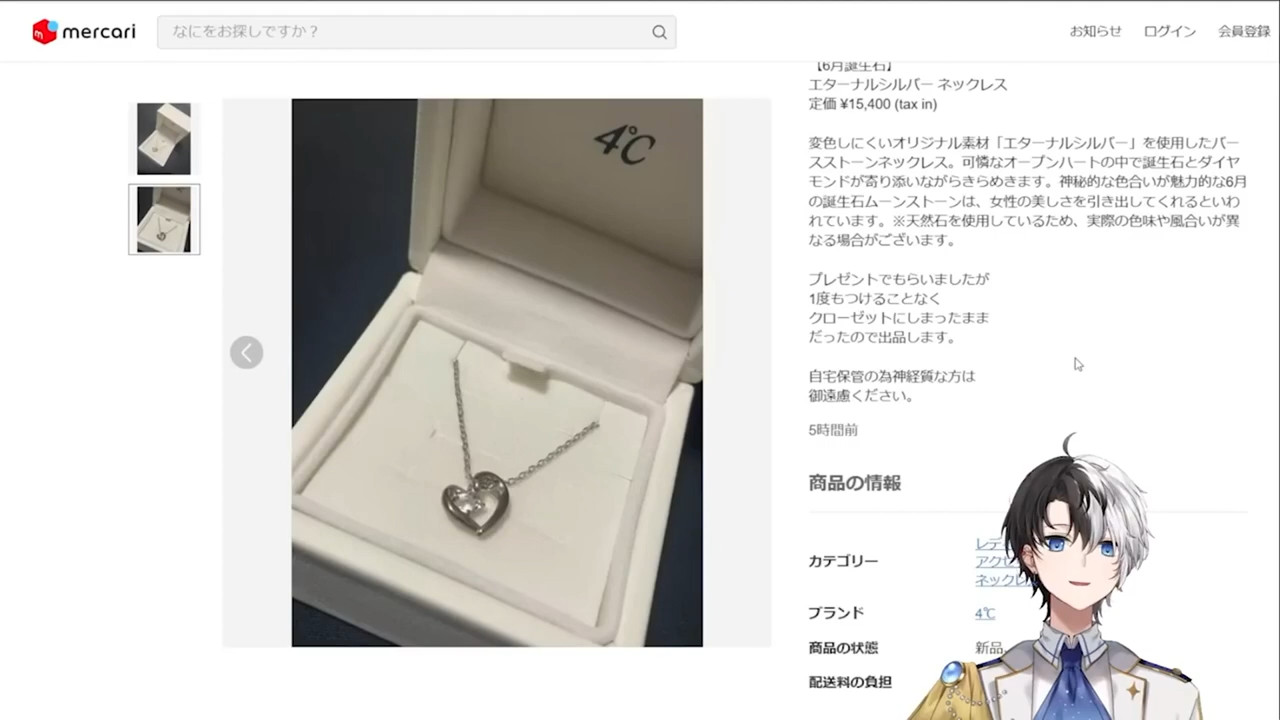 mercari
なにをお探しですか？
お知らせ
ログイン
会員登録
4℃
【6月誕生石】
エターナルシルバー ネックレス
定価 ¥15,400 (tax in)
変色しにくいオリジナル素材「エターナルシルバー」を使用したバー
スストーンネックレス。可憐なオープンハートの中で誕生石とダイヤ
モンドが寄り添いながらきらめきます。神秘的な色合いが魅力的な6月
の誕生石ムーンストーンは、女性の美しさを引き出してくれるといわ
れています。※天然石を使用しているため、実際の色味や風合いが異
なる場合がございます。
プレゼントでもらいましたが
1度もつけることなく
クローゼットにしまったまま
だったので出品します。
自宅保管の為神経質な方は
御遠慮ください。
5時間前
商品の情報
カテゴリー
レデ
アクセ
ネックレ
ブランド
4℃
商品の状態
新品、
配送料の負担